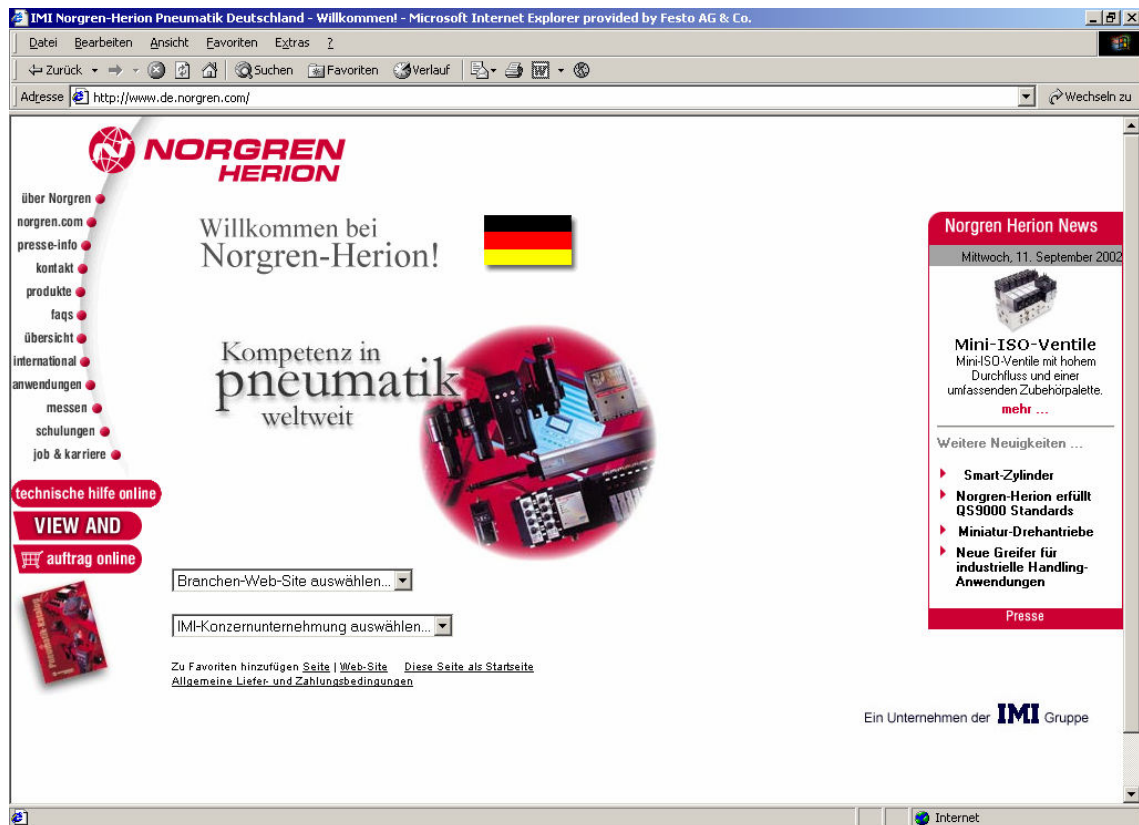 IMI Norgren-Herion Pneumatik Deutschland - Willkommen! - Microsoft Internet Explorer provided by Festo AG & Co.
Datei Bearbeiten Ansicht Favoriten Extras ?
Zurück Suchen Favoriten Verlauf
Adresse http://www.de.norgren.com/ Wechseln zu
NORGREN
HERION
über Norgren
norgren.com
presse-info
kontakt
produkte
faqs
übersicht
international
anwendungen
messen
schulungen
job & karriere
technische hilfe online
VIEW AND
auftrag online
Pneumatik Katalog
Willkommen bei
Norgren-Herion!
Kompetenz in
pneumatik
weltweit
Branchen-Web-Site auswählen...
IMI-Konzernunternehmung auswählen...
Zu Favoriten hinzufügen Seite | Web-Site Diese Seite als Startseite
Allgemeine Liefer- und Zahlungsbedingungen
Norgren Herion News
Mittwoch, 11. September 2002
Mini-ISO-Ventile
Mini-ISO-Ventile mit hohem
Durchfluss und einer
umfassenden Zubehörpalette.
mehr ...
Weitere Neuigkeiten ...
Smart-Zylinder
Norgren-Herion erfüllt
QS9000 Standards
Miniatur-Drehantriebe
Neue Greifer für
industrielle Handling-
Anwendungen
Presse
Ein Unternehmen der IMI Gruppe
Internet